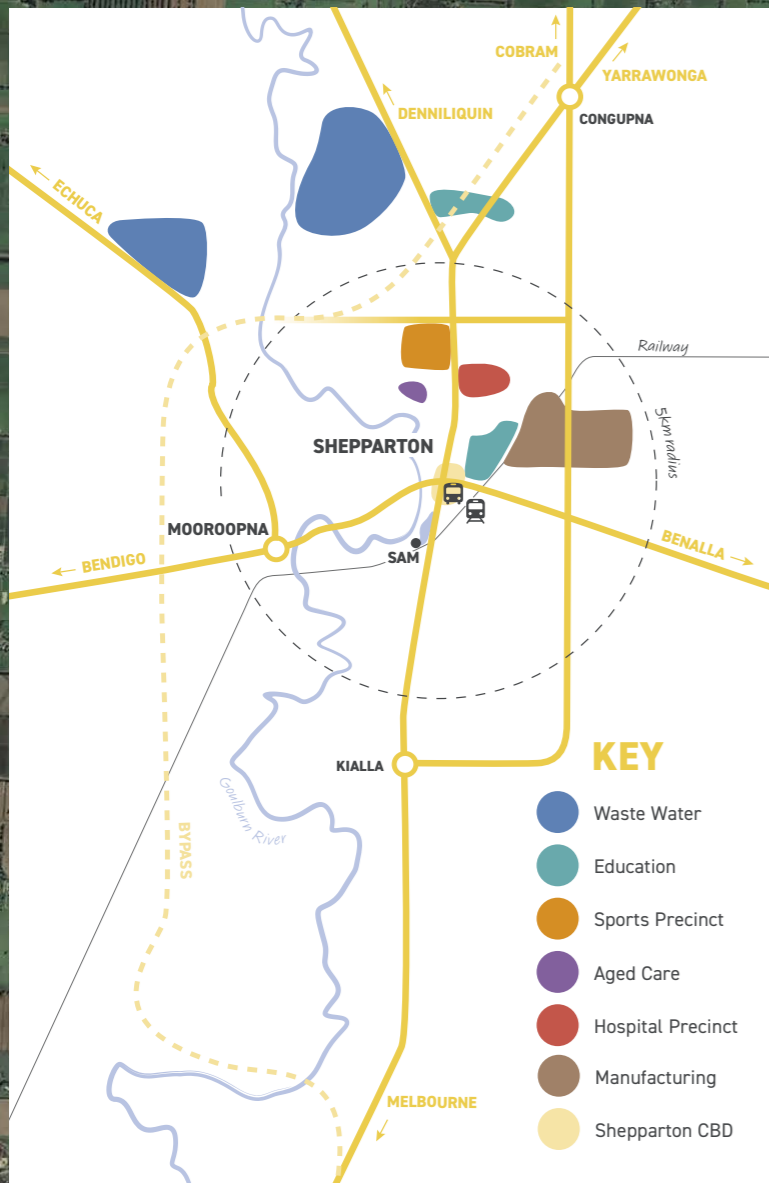 COBRAM
YARRAWONGA
DENNILIQUIN
CONGUPNA
ECHUCA
Railway
5km radius
SHEPPARTON
MOOROOPNA
BENDIGO
SAM
BENALLA
KIALLA
Goulburn River
BYPASS
MELBOURNE
KEY
Waste Water
Education
Sports Precinct
Aged Care
Hospital Precinct
Manufacturing
Shepparton CBD